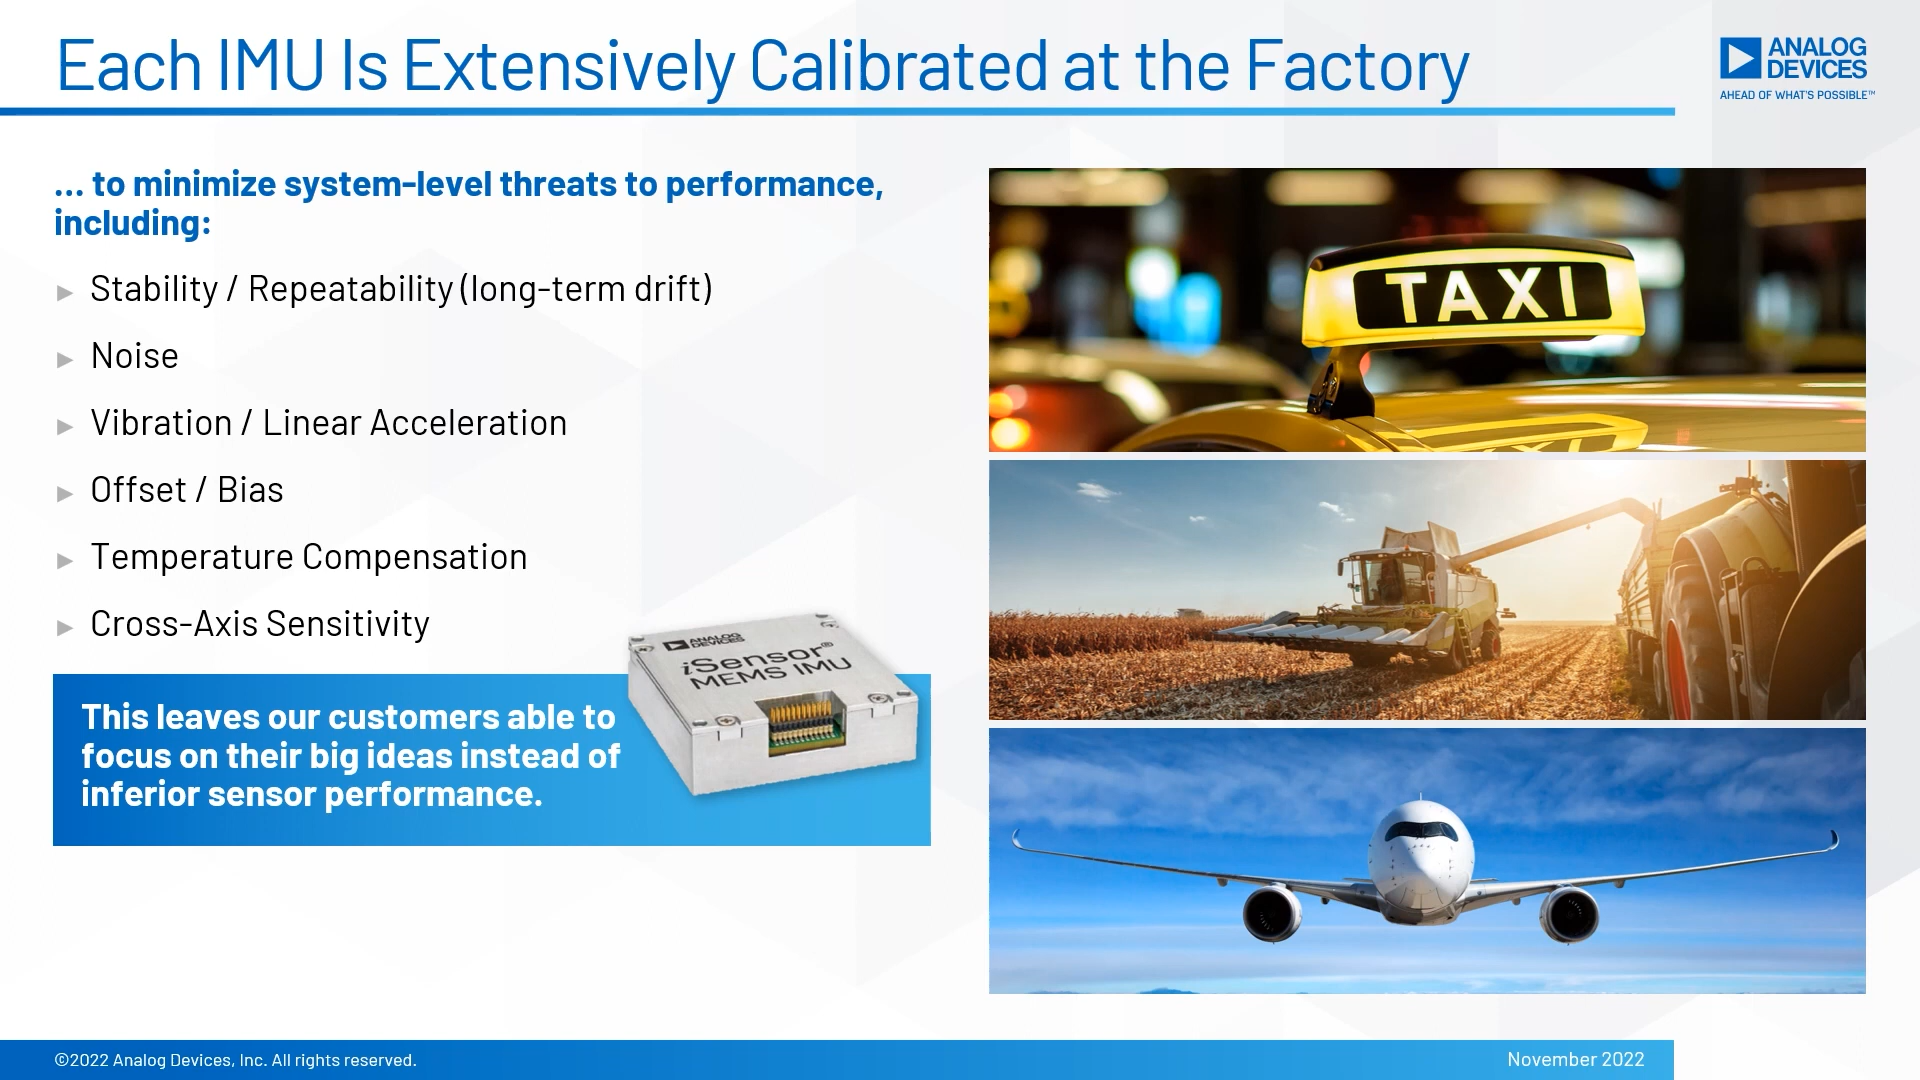 Each IMU Is Extensively Calibrated at the Factory
ANALOG
DEVICES
AHEAD OF WHAT'S POSSIBLE™
... to minimize system-level threats to performance,
including:
Stability / Repeatability (long-term drift)
Noise
Vibration / Linear Acceleration
Offset / Bias
Temperature Compensation
Cross-Axis Sensitivity
ANALOG
DEVICES
iSensor®
MEMS IMU
This leaves our customers able to
focus on their big ideas instead of
inferior sensor performance.
TAXI
TAXI
©2022 Analog Devices, Inc. All rights reserved.
November 2022